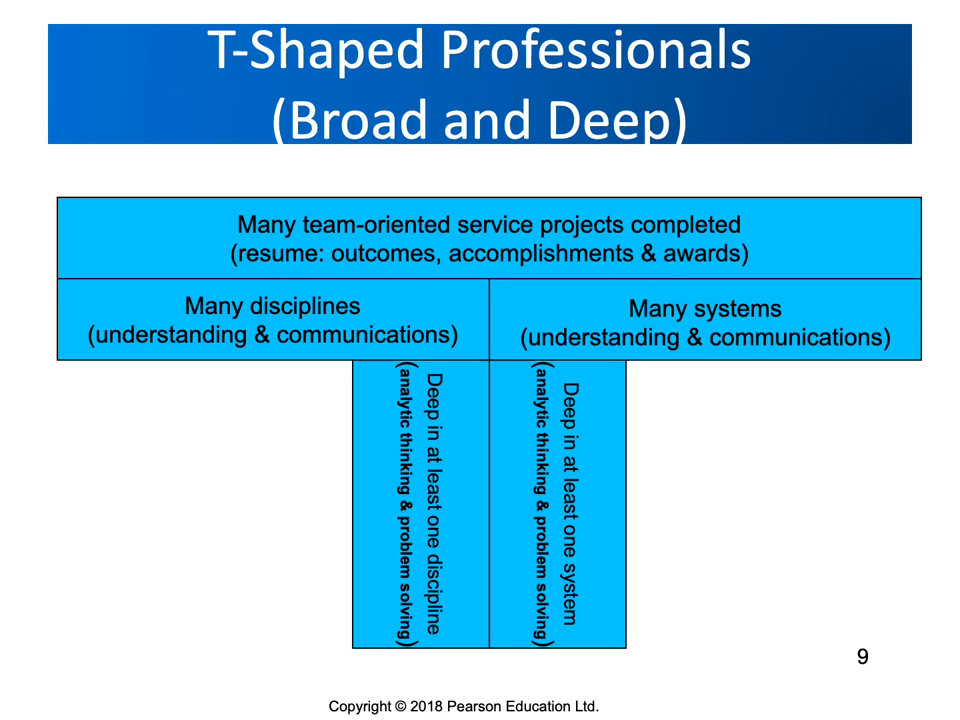 T-Shaped Professionals
(Broad and Deep)
Many team-oriented service projects completed
(resume: outcomes, accomplishments & awards)
Many disciplines
(understanding & communications)
Many systems
(understanding & communications)
Deep in at least one discipline
(analytic thinking & problem solving)
Deep in at least one system
(analytic thinking & problem solving)
9
Copyright © 2018 Pearson Education Ltd.